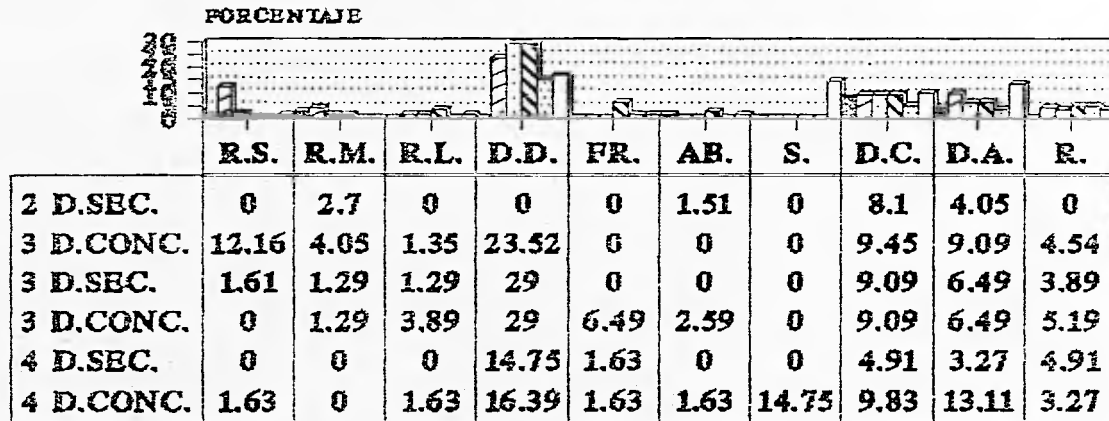 PORCENTAJE
R.S. R.M. R.L. D.D. FR. AB. S. D.C. D.A. R.
2 D.SEC. 0 2.7 0 0 0 1.51 0 8.1 4.05 0
3 D.CONC. 12.16 4.05 1.35 23.52 0 0 0 9.45 9.09 4.54
3 D.SEC. 1.61 1.29 1.29 29 0 0 0 9.09 6.49 3.89
3 D.CONC. 0 1.29 3.89 29 6.49 2.59 0 9.09 6.49 5.19
4 D.SEC. 0 0 0 14.75 1.63 0 0 4.91 3.27 4.91
4 D.CONC. 1.63 0 1.63 16.39 1.63 1.63 14.75 9.83 13.11 3.27